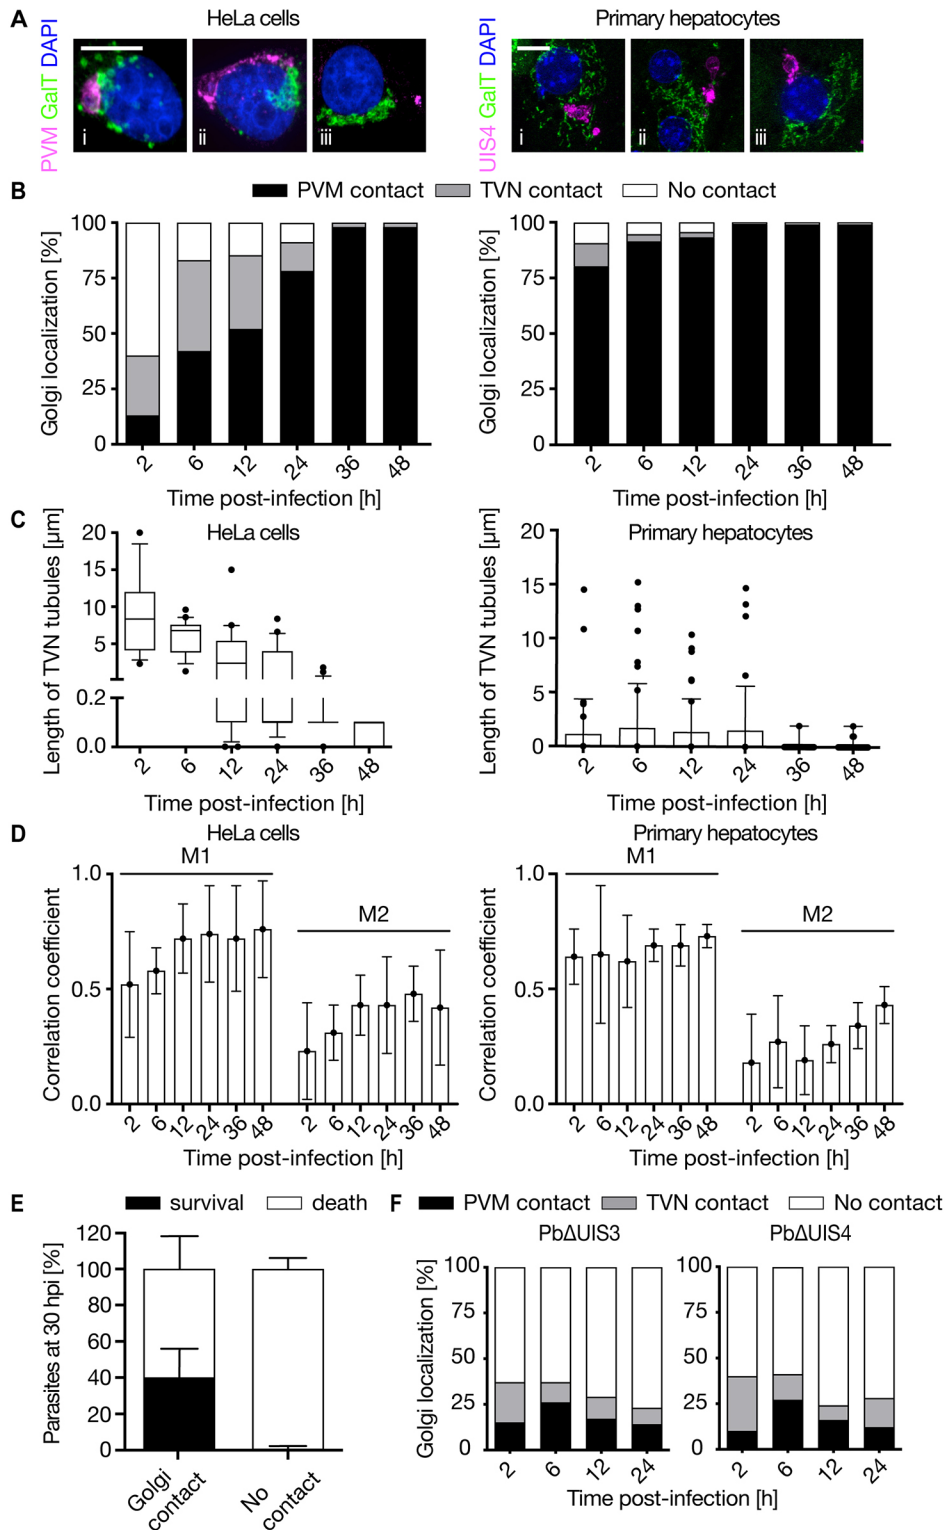 A
HeLa cells
Primary hepatocytes
PVM GalT DAPI
i
ii
iii
UIS4 GalT DAPI
i
ii
iii
B
PVM contact
TVN contact
No contact
Golgi localization [%]
100
75
50
25
0
2
6
12
24
36
48
Time post-infection [h]
Golgi localization [%]
100
75
50
25
0
2
6
12
24
36
48
Time post-infection [h]
C
HeLa cells
Length of TVN tubules [µm]
20
15
10
5
0.2
0.0
2
6
12
24
36
48
Time post-infection [h]
Primary hepatocytes
Length of TVN tubules [µm]
20
15
10
5
0
2
6
12
24
36
48
Time post-infection [h]
D
HeLa cells
M1
M2
Correlation coefficient
1.0
0.5
0.0
2
6
12
24
36
48
2
6
12
24
36
48
Time post-infection [h]
Primary hepatocytes
M1
M2
Correlation coefficient
1.0
0.5
0.0
2
6
12
24
36
48
2
6
12
24
36
48
Time post-infection [h]
E
survival
death
Parasites at 30 hpi [%]
120
100
80
60
40
20
0
Golgi
contact
No
contact
F
PVM contact
TVN contact
No contact
PbΔUIS3
Golgi localization [%]
100
75
50
25
0
2
6
12
24
PbΔUIS4
100
75
50
25
0
2
6
12
24
Time post-infection [h]